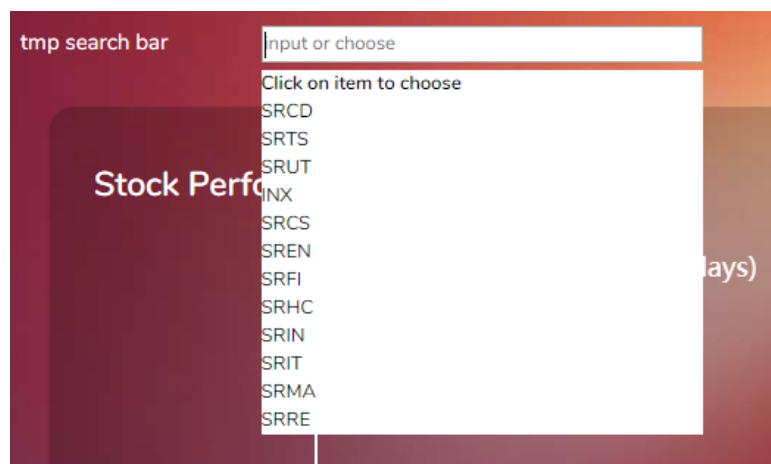 tmp search bar
input or choose
Click on item to choose
SRCD
SRTS
SRUT
Stock Perfo
INX
SRCS
SREN
lays)
SRFI
SRHC
SRIN
SRIT
SRMA
SRRE